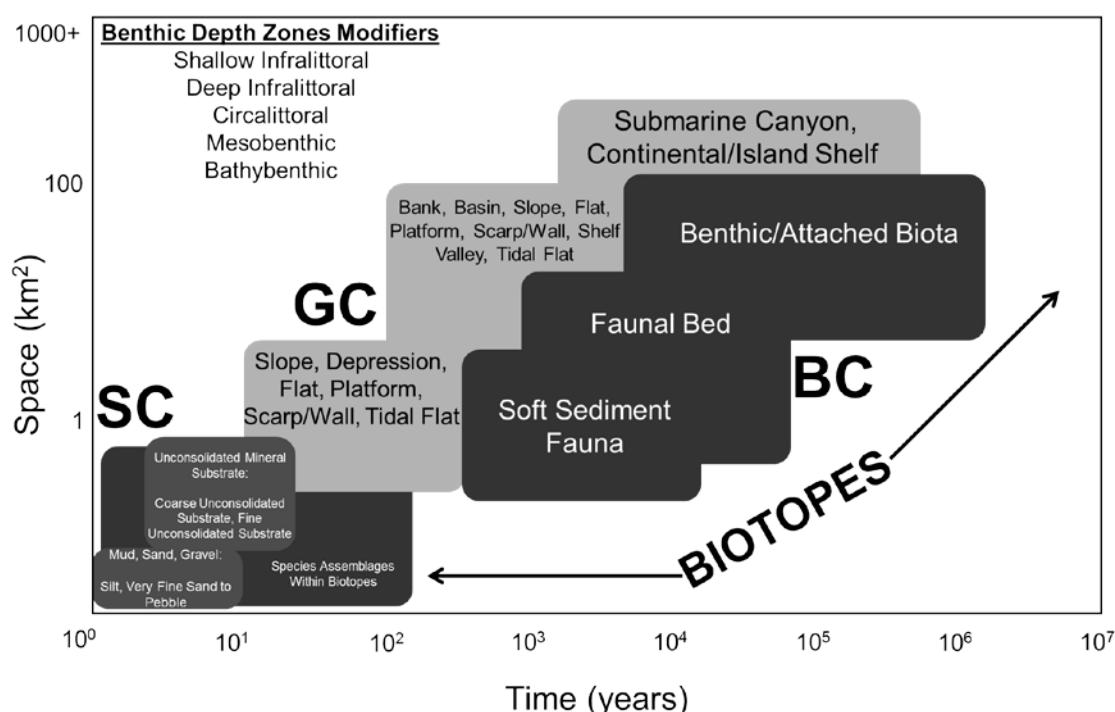 1000+
Benthic Depth Zones Modifiers
Shallow Infralittoral
Deep Infralittoral
Circalittoral
Mesobenthic
Bathybenthic
Submarine Canyon,
Continental/Island Shelf
100
Bank, Basin, Slope, Flat,
Platform, Scarp/Wall, Shelf
Valley, Tidal Flat
Benthic/Attached Biota
Space (km²)
GC
Faunal Bed
Slope, Depression,
Flat, Platform,
Scarp/Wall, Tidal Flat
BC
SC
Soft Sediment
Fauna
1
Unconsolidated Mineral
Substrate:
Coarse Unconsolidated
Substrate, Fine
Unconsolidated Substrate
BIOTOPES
Mud, Sand, Gravel:
Silt, Very Fine Sand to
Pebble
Species Assemblages
Within Biotopes
10⁰ 10¹ 10² 10³ 10⁴ 10⁵ 10⁶ 10⁷
Time (years)